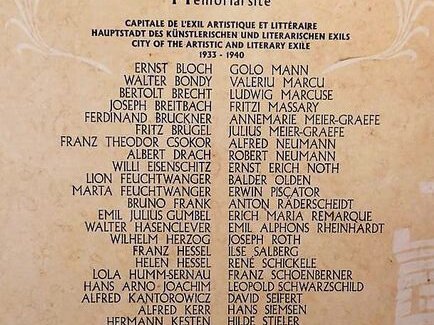 Memorialsite
CAPITALE DE L'EXIL ARTISTIQUE ET LITTÉRAIRE
HAUPTSTADT DES KÜNSTLERISCHEN UND LITERARISCHEN EXILS
CITY OF THE ARTISTIC AND LITERARY EXILE
1933 - 1940
ERNST BLOCH GOLO MANN
WALTER BONDY VALERIU MARCU
BERTOLT BRECHT LUDWIG MARCUSE
JOSEPH BREITBACH FRITZI MASSARY
FERDINAND BRUCKNER ANNEMARIE MEIER-GRAEFE
FRITZ BRÜGEL JULIUS MEIER-GRAEFE
FRANZ THEODOR CSOKOR ALFRED NEUMANN
ALBERT DRACH ROBERT NEUMANN
WILLI EISENSCHITZ ERNST ERICH NOTH
LION FEUCHTWANGER BALDER OLDEN
MARTA FEUCHTWANGER ERWIN PISCATOR
BRUNO FRANK ANTON RÄDERSCHEIDT
EMIL JULIUS GUMBEL ERICH MARIA REMARQUE
WALTER HASENCLEVER EMIL ALPHONS RHEINHARDT
WILHELM HERZOG JOSEPH ROTH
FRANZ HESSEL ILSE SALBERG
HELEN HESSEL RENÉ SCHICKELE
LOLA HUMM-SERNAU FRANZ SCHOENBERNER
HANS ARNO JOACHIM LEOPOLD SCHWARZSCHILD
ALFRED KANTOROWICZ DAVID SEIFERT
ALFRED KERR HANS SIEMSEN
HERMANN KESTEN HILDE STIELER